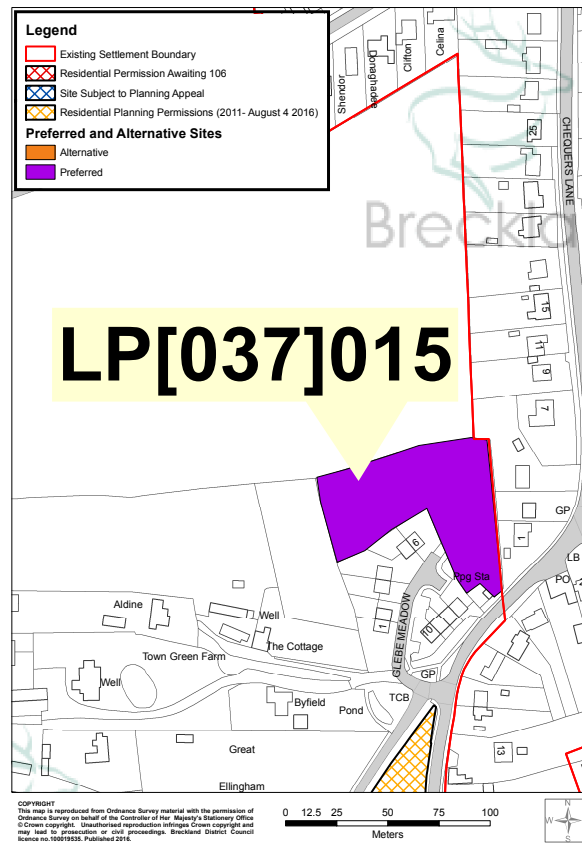 Legend
Existing Settlement Boundary
Residential Permission Awaiting 106
Site Subject to Planning Appeal
Residential Planning Permissions (2011- August 4 2016)
Preferred and Alternative Sites
Alternative
Preferred
Shendor
Donaghadee
Clifton
Celina
25
CHEQUERS LANE
Breckla
15
11
9
7
LP[037]015
GP
1
LB
PO
6
Ppg Sta
Aldine
Well
1
GLEBE MEADOW
10
The Cottage
Town Green Farm
Well
GP
Byfield
Pond
TCB
Great
13
Ellingham
COPYRIGHT
This map is reproduced from Ordnance Survey material with the permission of
Ordnance Survey on behalf of the Controller of Her Majesty's Stationery Office
© Crown copyright. Unauthorised reproduction infringes Crown copyright and
may lead to prosecution or civil proceedings. Breckland District Council
licence no.100019535. Published 2016.
0 12.5 25 50 75 100
Meters
N
W E
S